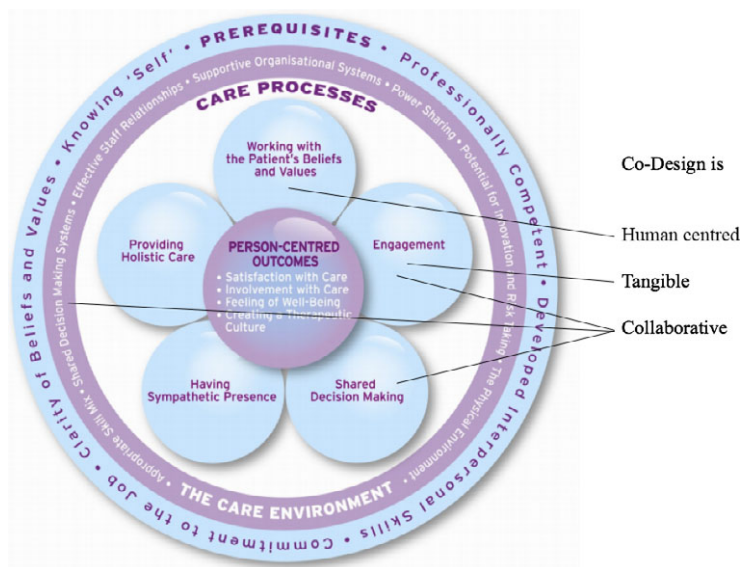 PREREQUISITES • Professionally Competent • Developed Interpersonal Skills • Commitment to the Job • Clarity of Beliefs and Values • Knowing 'Self' •
Supportive Organisational Systems • Power Sharing • Potential for Innovation and Risk Taking • The Physical Environment •
THE CARE ENVIRONMENT
Appropriate Skill Mix • Shared Decision Making Systems • Effective Staff Relationships •
CARE PROCESSES
Working with
the Patient's Beliefs
and Values
Providing
Holistic Care
Engagement
PERSON-CENTRED
OUTCOMES
• Satisfaction with Care
• Involvement with Care
• Feeling of Well-Being
• Creating a Therapeutic
Culture
Having
Sympathetic Presence
Shared
Decision Making
Co-Design is
Human centred
Tangible
Collaborative